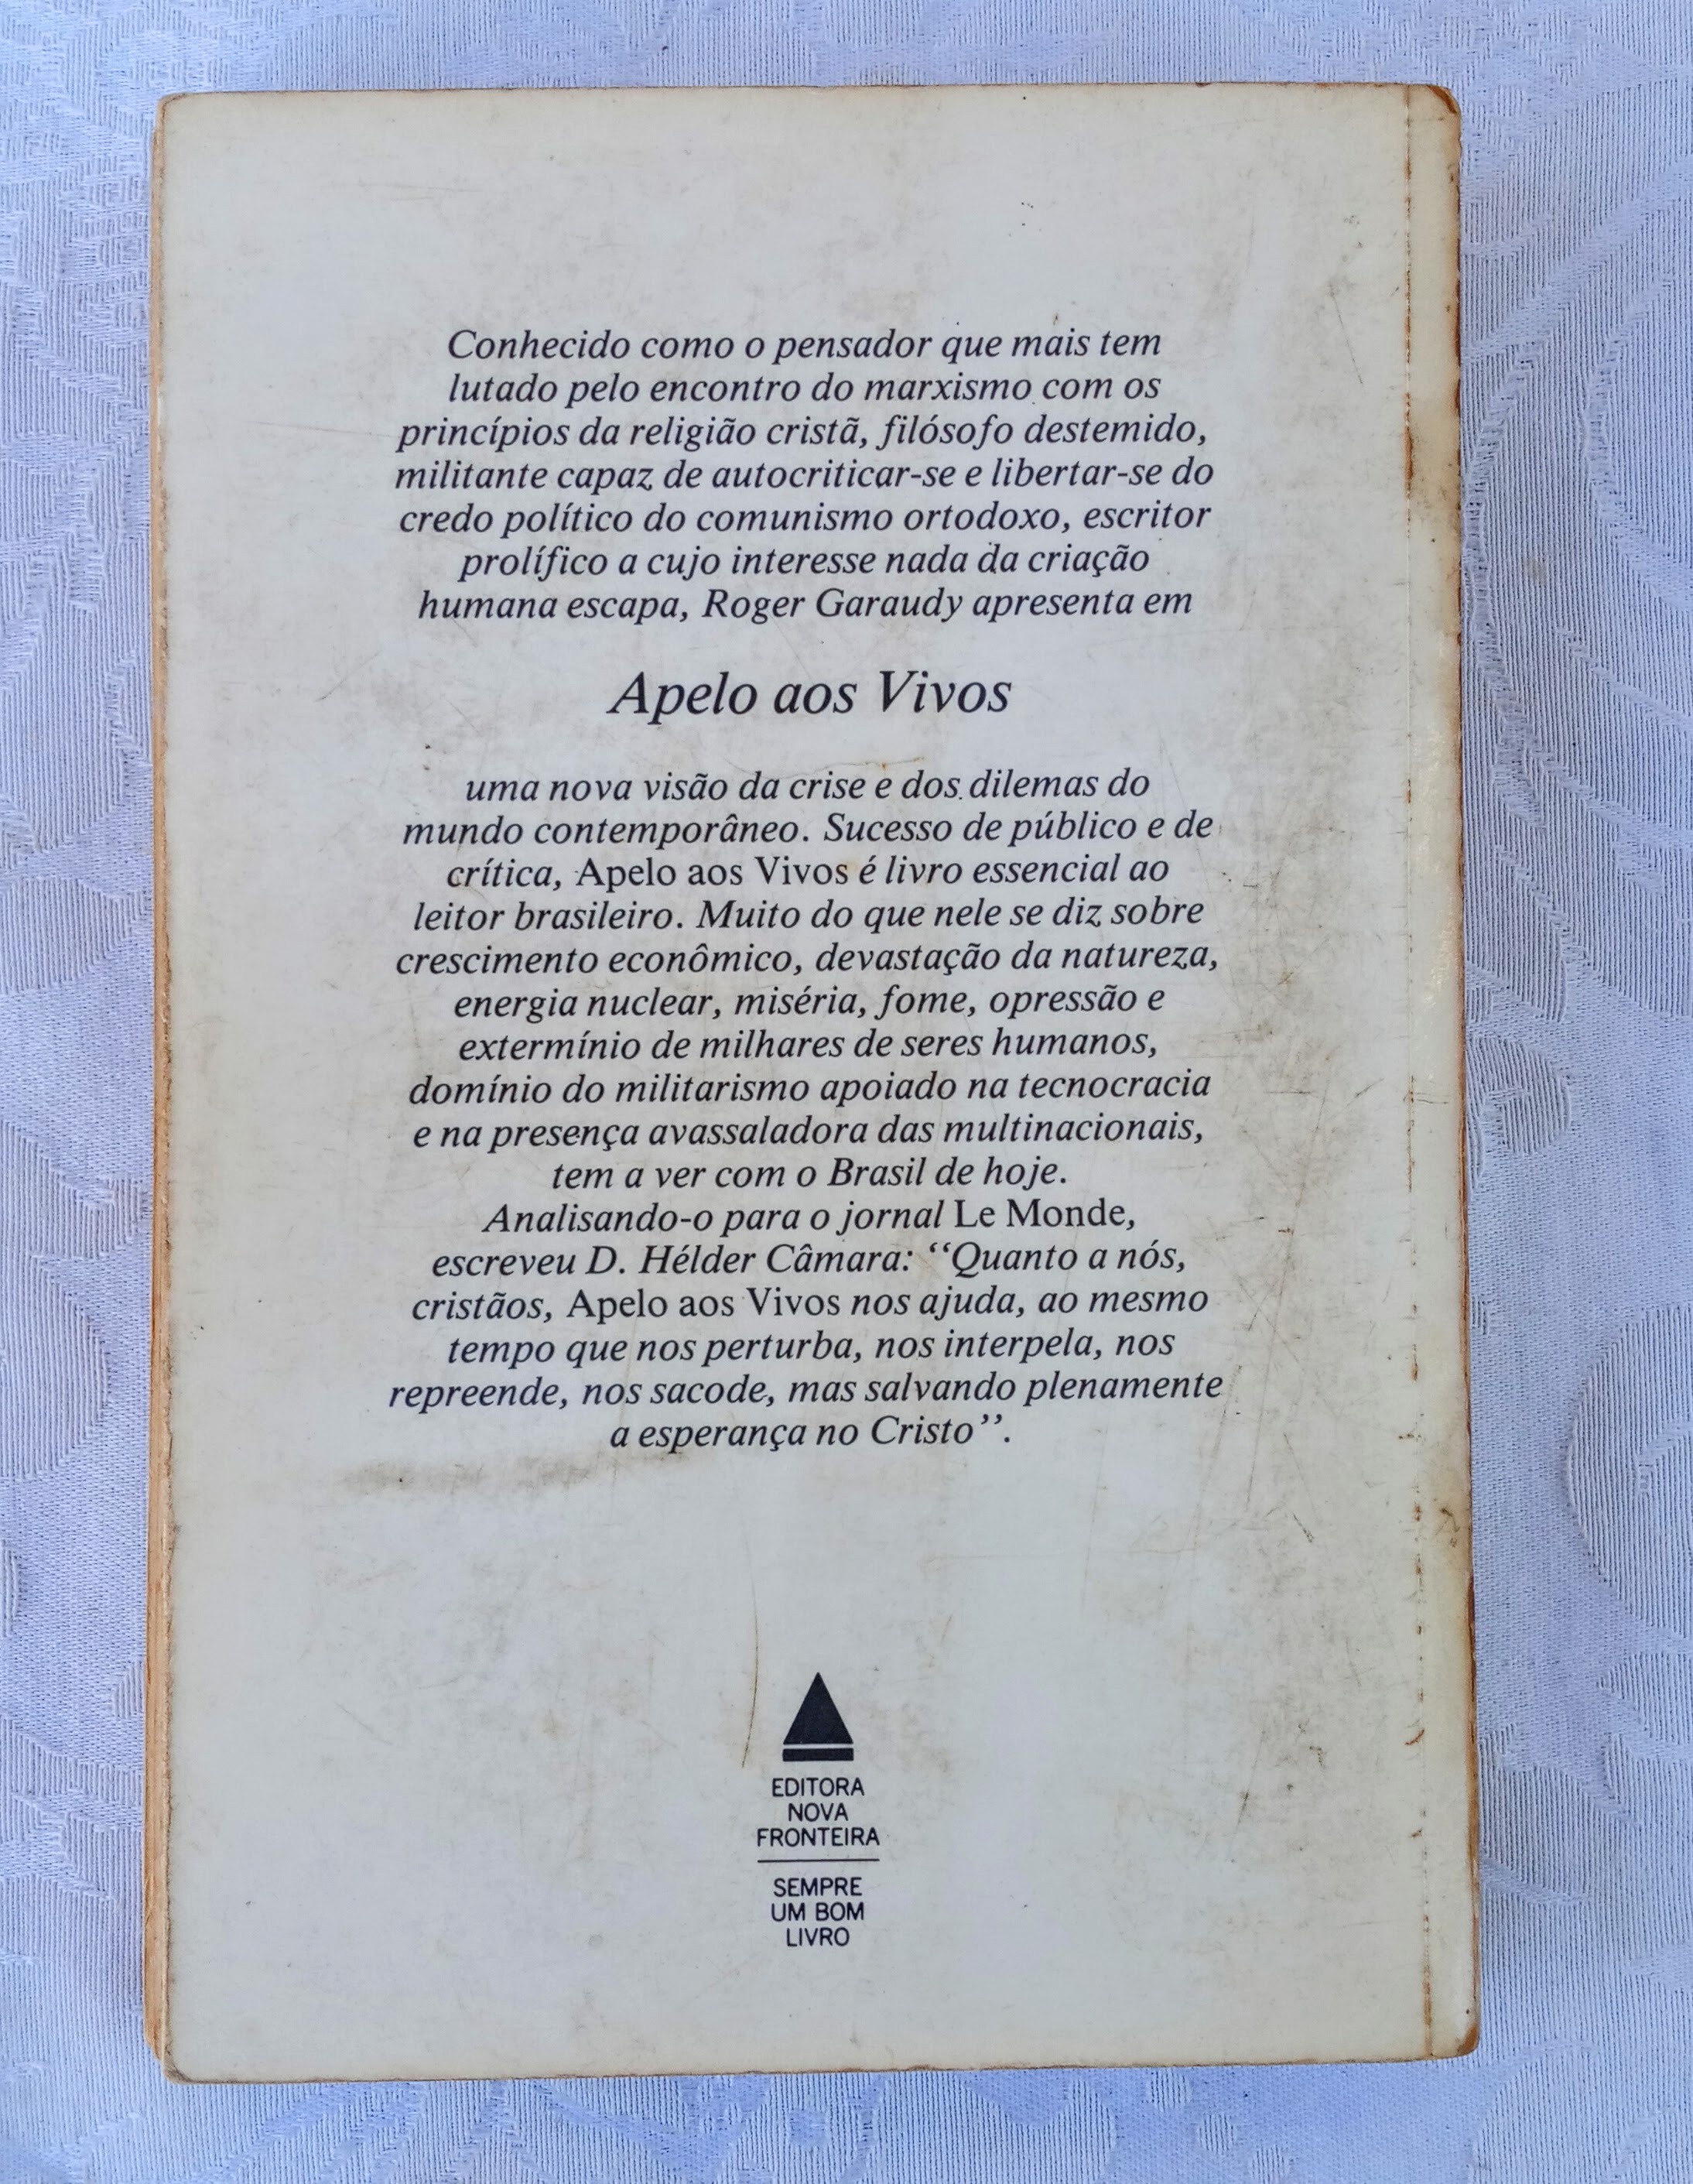 Conhecido como o pensador que mais tem
lutado pelo encontro do marxismo com os
princípios da religião cristã, filósofo destemido,
militante capaz de autocriticar-se e libertar-se do
credo político do comunismo ortodoxo, escritor
prolífico a cujo interesse nada da criação
humana escapa, Roger Garaudy apresenta em
Apelo aos Vivos
uma nova visão da crise e dos dilemas do
mundo contemporâneo. Sucesso de público e de
crítica, Apelo aos Vivos é livro essencial ao
leitor brasileiro. Muito do que nele se diz sobre
crescimento econômico, devastação da natureza,
energia nuclear, miséria, fome, opressão e
extermínio de milhares de seres humanos,
domínio do militarismo apoiado na tecnocracia
e na presença avassaladora das multinacionais,
tem a ver com o Brasil de hoje.
Analisando-o para o jornal Le Monde,
escreveu D. Hélder Câmara: “Quanto a nós,
cristãos, Apelo aos Vivos nos ajuda, ao mesmo
tempo que nos perturba, nos interpela, nos
repreende, nos sacode, mas salvando plenamente
a esperança no Cristo”.
EDITORA
NOVA
FRONTEIRA
SEMPRE
UM BOM
LIVRO